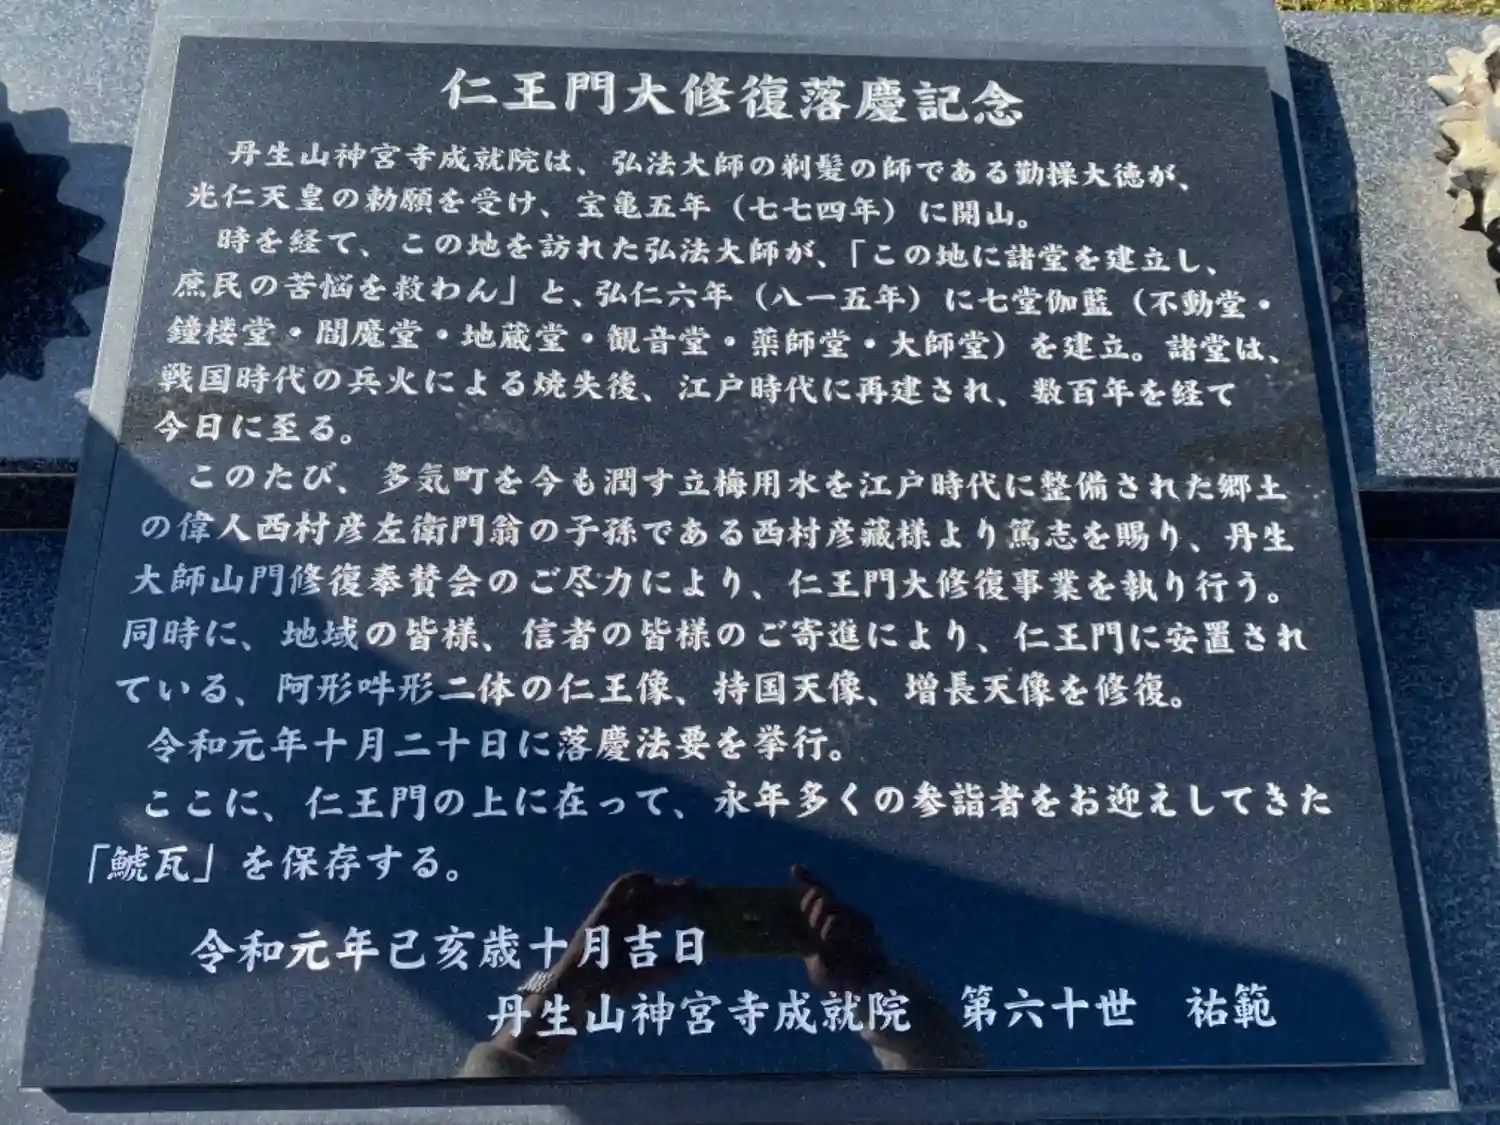 仁王門大修復落慶記念
丹生山神宮寺成就院は、弘法大師の剃髪の師である勤操大徳が、
光仁天皇の勅願を受け、宝亀五年（七七四年）に開山。
時を経て、この地を訪れた弘法大師が、「この地に諸堂を建立し、
庶民の苦悩を救わん」と、弘仁六年（八一五年）に七堂伽藍（不動堂・
鐘楼堂・閻魔堂・地蔵堂・観音堂・薬師堂・大師堂）を建立。諸堂は、
戦国時代の兵火による焼失後、江戸時代に再建され、数百年を経て
今日に至る。
このたび、多気町を今も潤す立梅用水を江戸時代に整備された郷土
の偉人西村彦左衛門翁の子孫である西村彦藏様より篤志を賜り、丹生
大師山門修復奉賛会のご尽力により、仁王門大修復事業を執り行う。
同時に、地域の皆様、信者の皆様のご寄進により、仁王門に安置され
ている、阿形吽形二体の仁王像、持国天像、増長天像を修復。
令和元年十月二十日に落慶法要を挙行。
ここに、仁王門の上に在って、永年多くの参詣者をお迎えしてきた
「鯱瓦」を保存する。
令和元年己亥歳十月吉日
丹生山神宮寺成就院　第六十世　祐範